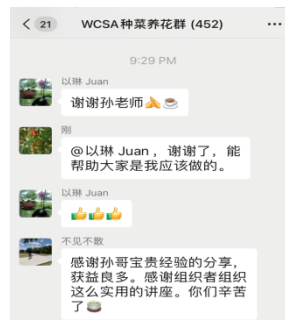 21 WCSA种菜养花群 (452)
9:29 PM
以琳 Juan
谢谢孙老师🙏☕
刚
@以琳 Juan ，谢谢了，能
帮助大家是我应该做的。
以琳 Juan
👍👍👍
不见不散
感谢孙哥宝贵经验的分享，
获益良多。感谢组织者组织
这么实用的讲座。你们辛苦
了🍵